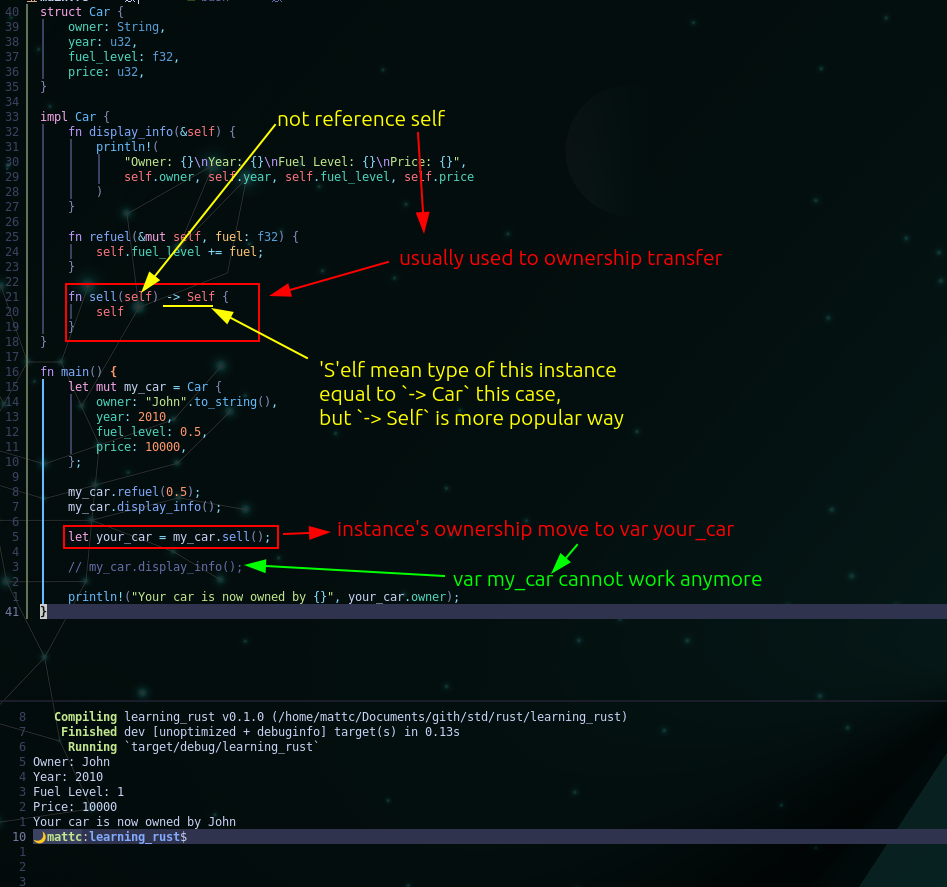 40 struct Car {
39 owner: String,
38 year: u32,
37 fuel_level: f32,
36 price: u32,
35 }
34
33 impl Car {
32 fn display_info(&self) {
not reference self
31 println!(
30 "Owner: {}\nYear: {}\nFuel Level: {}\nPrice: {}",
29 self.owner, self.year, self.fuel_level, self.price
28 )
27 }
26
25 fn refuel(&mut self, fuel: f32) {
24 self.fuel_level += fuel;
usually used to ownership transfer
23 }
22
21 fn sell(self) -> Self {
20 self
19 }
18 }
17
16 fn main() {
'S'elf mean type of this instance
equal to `-> Car` this case,
but `-> Self` is more popular way
15 let mut my_car = Car {
14 owner: "John".to_string(),
13 year: 2010,
12 fuel_level: 0.5,
11 price: 10000,
10 };
9
8 my_car.refuel(0.5);
7 my_car.display_info();
6
5 let your_car = my_car.sell();
instance's ownership move to var your_car
4
3 // my_car.display_info();
var my_car cannot work anymore
2
1 println!("Your car is now owned by {}", your_car.owner);
41 }
8 Compiling learning_rust v0.1.0 (/home/mattc/Documents/gith/std/rust/learning_rust)
7 Finished dev [unoptimized + debuginfo] target(s) in 0.13s
6 Running `target/debug/learning_rust`
5 Owner: John
4 Year: 2010
3 Fuel Level: 1
2 Price: 10000
1 Your car is now owned by John
10 🌙mattc:learning_rust$
1
2
3